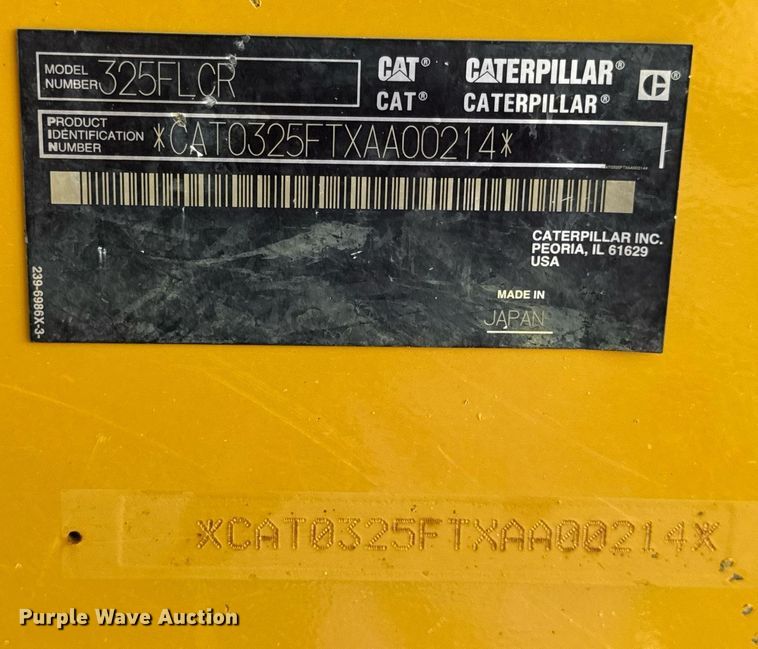 MODEL NUMBER 325FLCR
CAT® CATERPILLAR® C®
CAT® CATERPILLAR®
PRODUCT IDENTIFICATION NUMBER *CAT0325FTXAA00214*
CAT0325FTXAA00214
CATERPILLAR INC.
PEORIA, IL 61629
USA
MADE IN
JAPAN
239-6986X-3-
*CAT0325FTXAA00214*
Purple Wave Auction